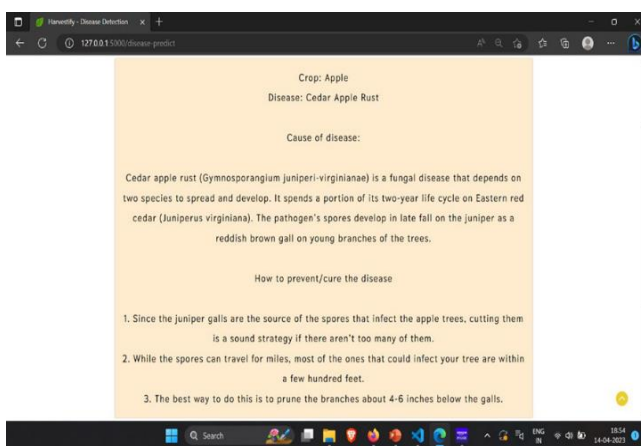 Harvestify - Disease Detection
127.0.0.1:5000/disease-predict
Crop: Apple
Disease: Cedar Apple Rust
Cause of disease:
Cedar apple rust (Gymnosporangium juniperi-virginianae) is a fungal disease that depends on
two species to spread and develop. It spends a portion of its two-year life cycle on Eastern red
cedar (Juniperus virginiana). The pathogen's spores develop in late fall on the juniper as a
reddish brown gall on young branches of the trees.
How to prevent/cure the disease
1. Since the juniper galls are the source of the spores that infect the apple trees, cutting them
is a sound strategy if there aren't too many of them.
2. While the spores can travel for miles, most of the ones that could infect your tree are within
a few hundred feet.
3. The best way to do this is to prune the branches about 4-6 inches below the galls.
Search
ENG
18:54
14-04-2023